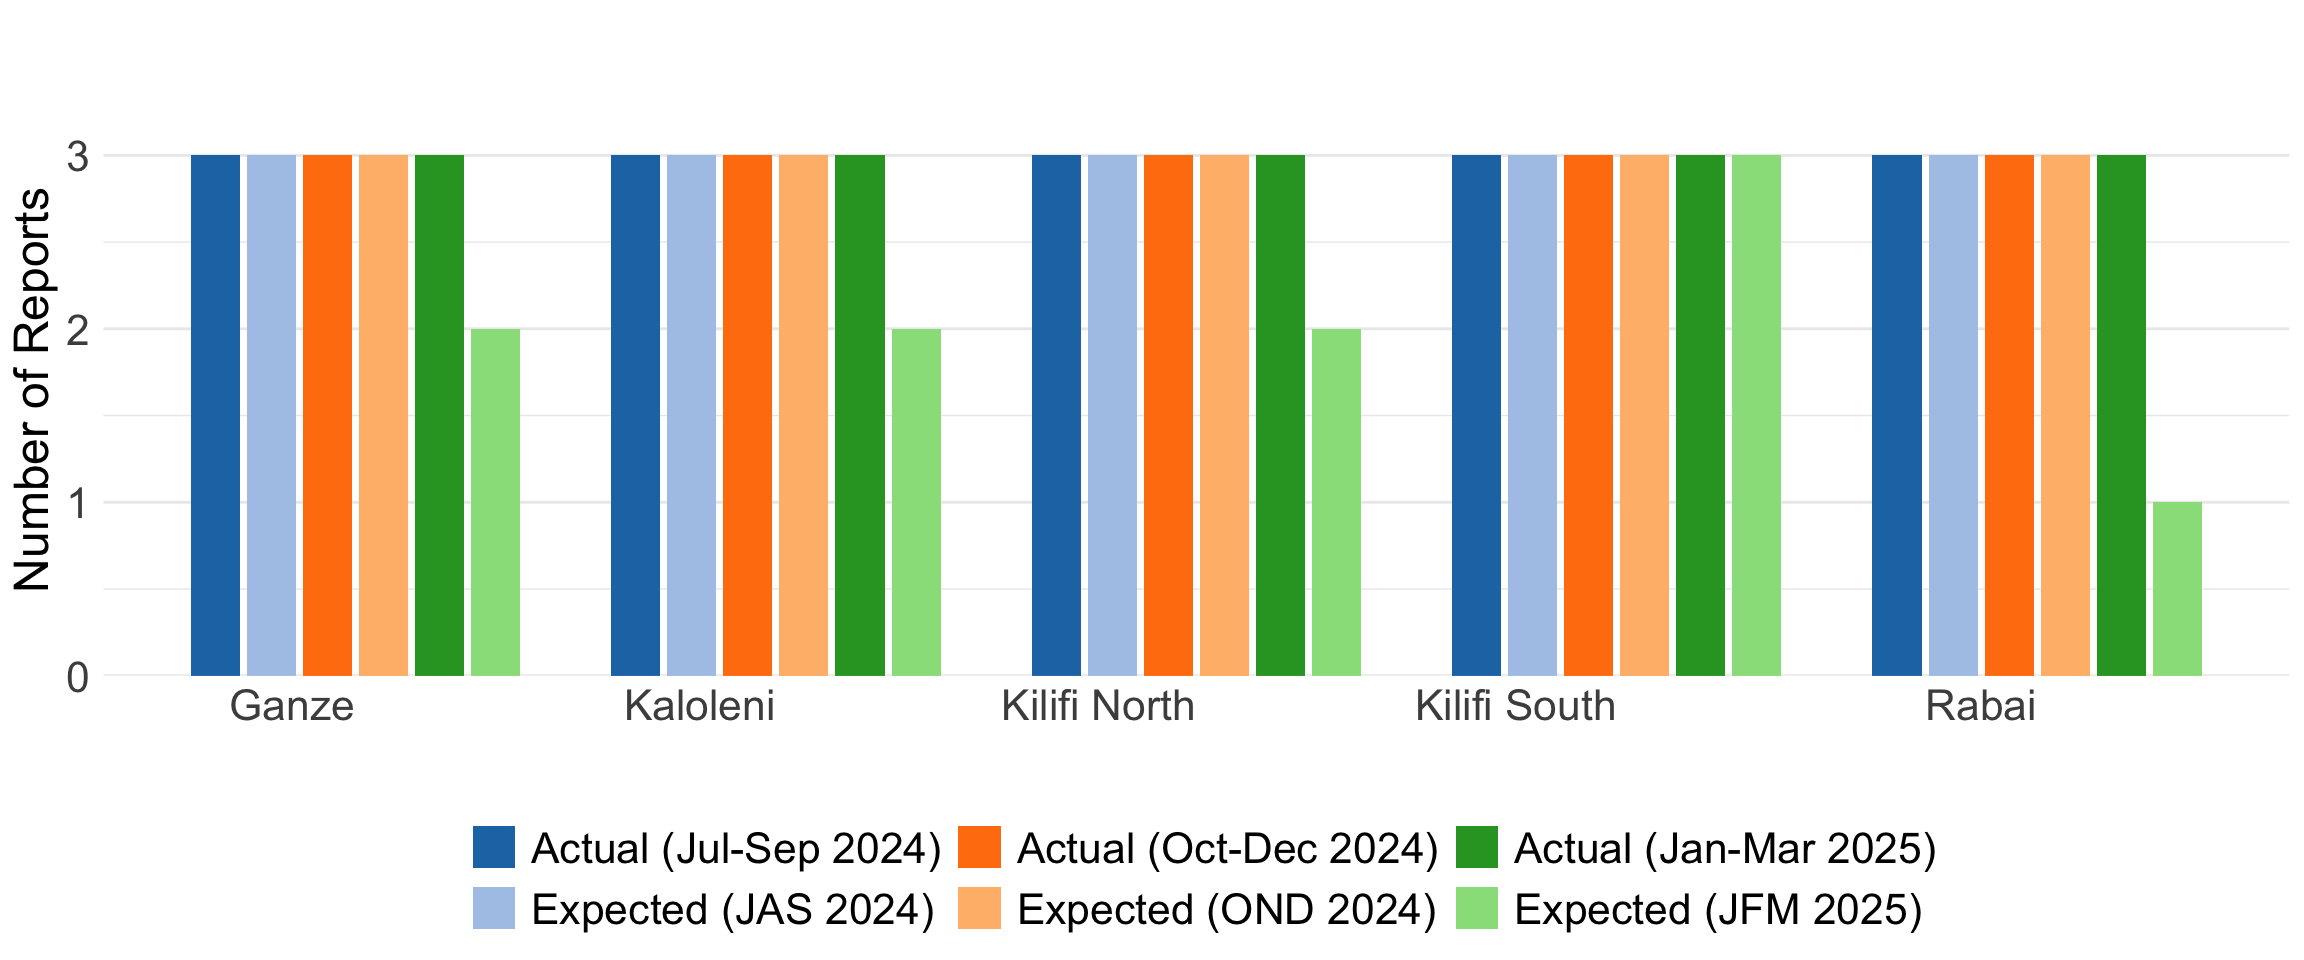 3
2
1
0
Number of Reports
Ganze Kaloleni Kilifi North Kilifi South Rabai
Actual (Jul-Sep 2024) Actual (Oct-Dec 2024) Actual (Jan-Mar 2025)
Expected (JAS 2024) Expected (OND 2024) Expected (JFM 2025)